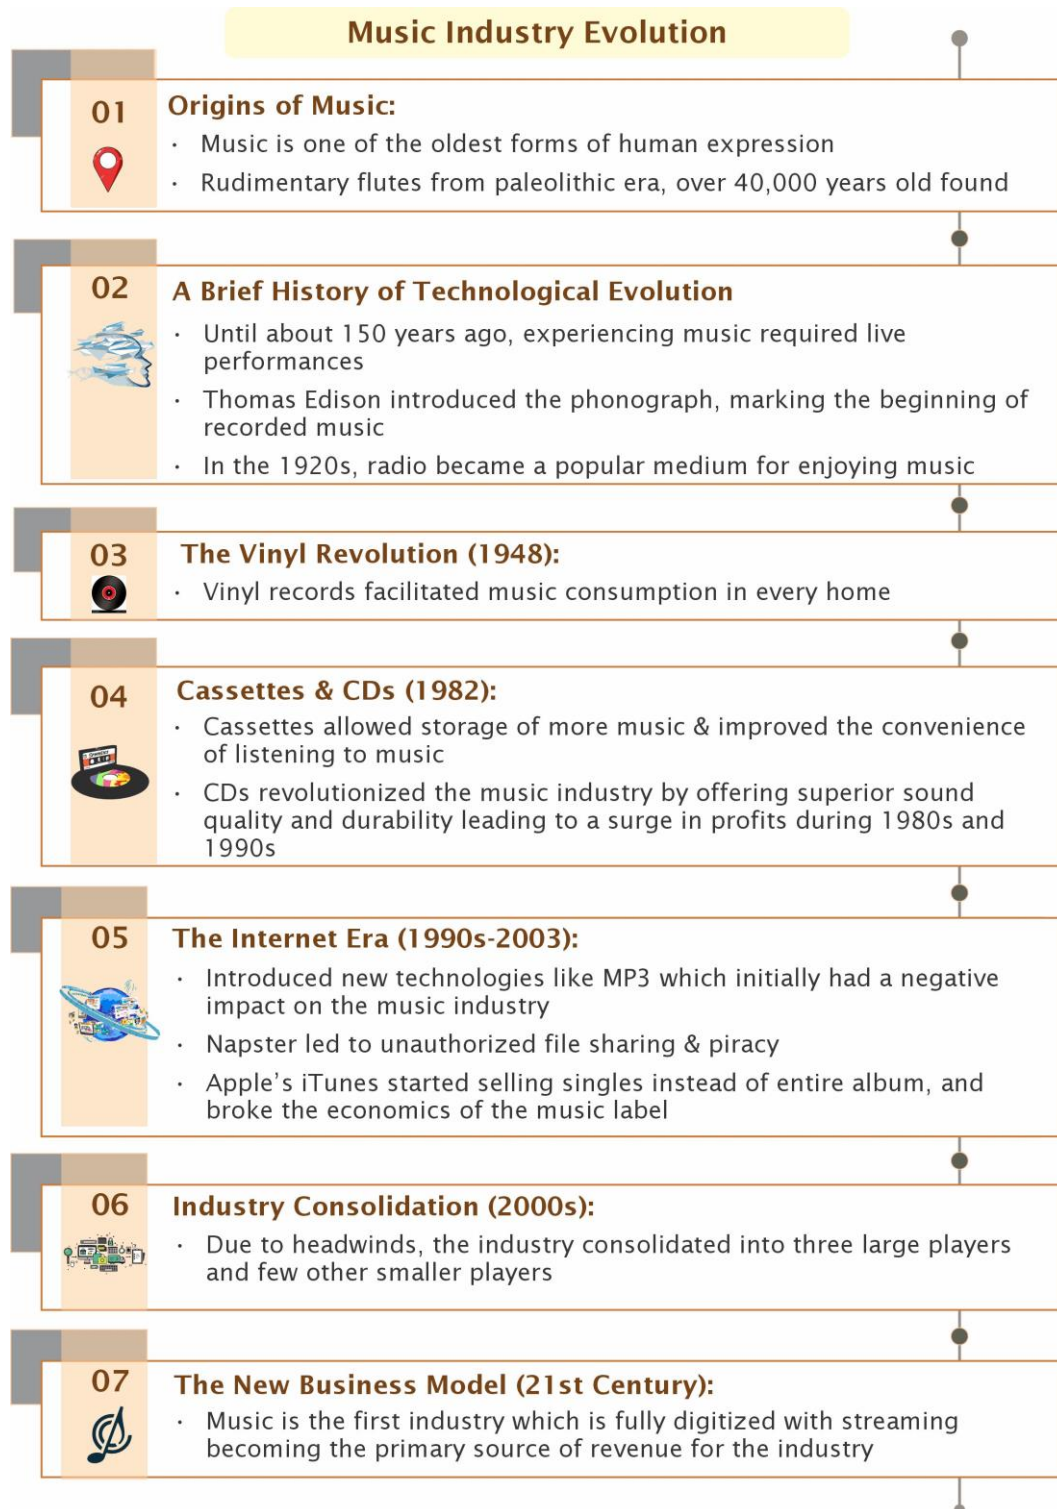 Music Industry Evolution
01
Origins of Music:
· Music is one of the oldest forms of human expression
· Rudimentary flutes from paleolithic era, over 40,000 years old found
02
A Brief History of Technological Evolution
· Until about 150 years ago, experiencing music required live
performances
· Thomas Edison introduced the phonograph, marking the beginning of
recorded music
· In the 1920s, radio became a popular medium for enjoying music
03
The Vinyl Revolution (1948):
· Vinyl records facilitated music consumption in every home
04
Cassettes & CDs (1982):
· Cassettes allowed storage of more music & improved the convenience
of listening to music
· CDs revolutionized the music industry by offering superior sound
quality and durability leading to a surge in profits during 1980s and
1990s
05
The Internet Era (1990s-2003):
· Introduced new technologies like MP3 which initially had a negative
impact on the music industry
· Napster led to unauthorized file sharing & piracy
· Apple's iTunes started selling singles instead of entire album, and
broke the economics of the music label
06
Industry Consolidation (2000s):
· Due to headwinds, the industry consolidated into three large players
and few other smaller players
07
The New Business Model (21st Century):
· Music is the first industry which is fully digitized with streaming
becoming the primary source of revenue for the industry